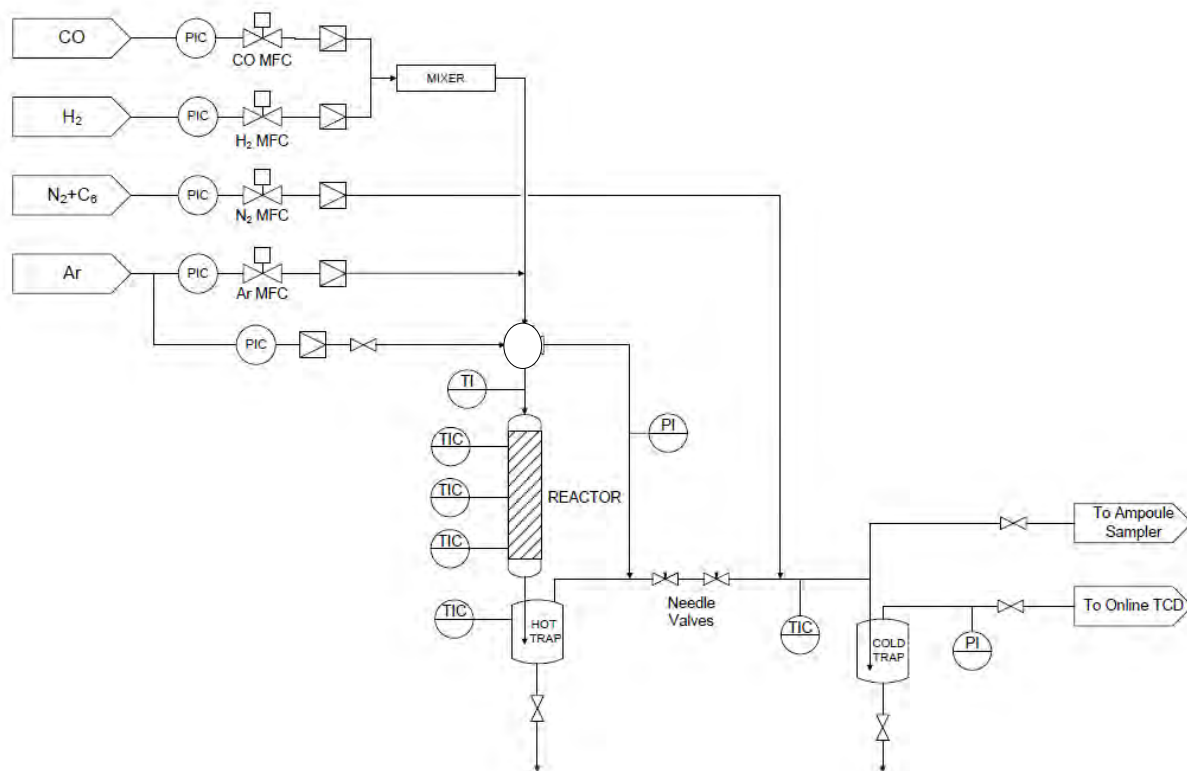 CO
PIC
CO MFC
MIXER
H₂
PIC
H₂ MFC
N₂+C₆
PIC
N₂ MFC
Ar
PIC
Ar MFC
PIC
TI
TIC
PI
TIC
REACTOR
TIC
To Ampoule
Sampler
TIC
HOT
TRAP
Needle
Valves
TIC
COLD
TRAP
PI
To Online TCD